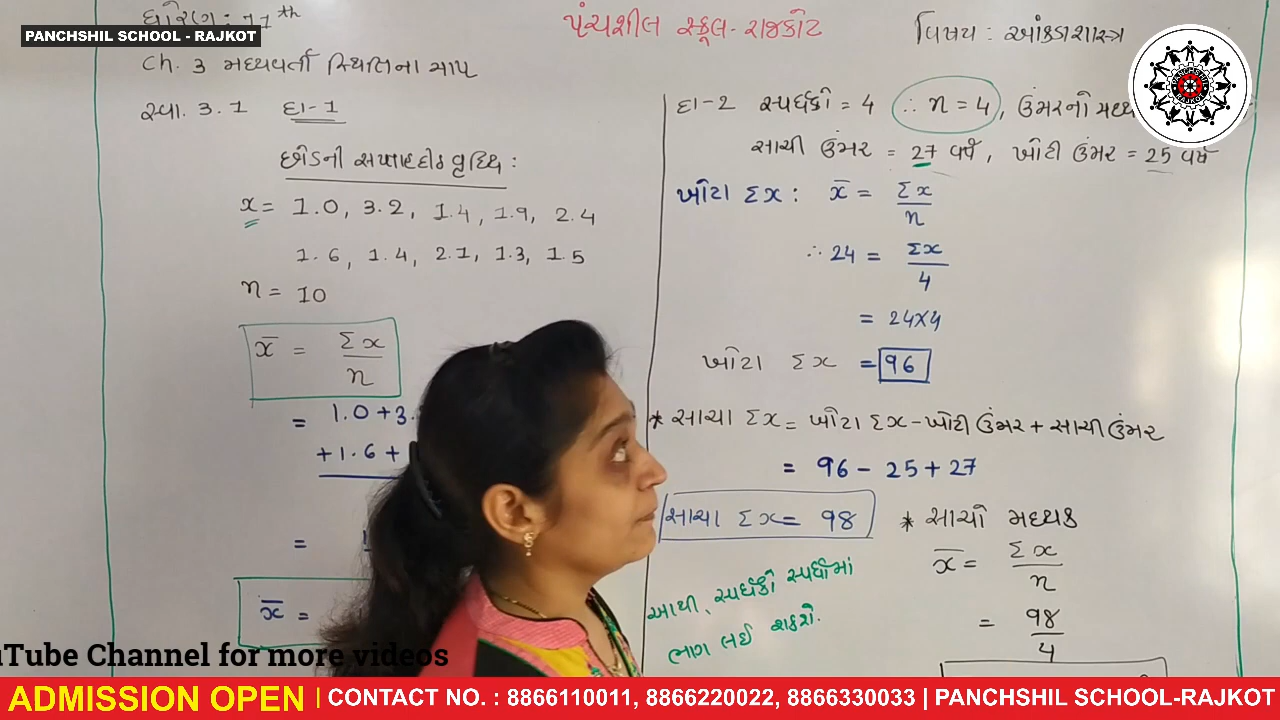 ધોરણ : 11th
પંચશીલ સ્કૂલ - રાજકોટ
વિષય : આંકડાશાસ્ત્ર
PANCHSHIL SCHOOL - RAJKOT
Ch. 3 મધ્યવર્તી સ્થિતિના માપ
સ્વા. 3.1 દા-1
છોડની અઠવાડીક વૃદ્ધિ :
x = 1.0, 3.2, 1.4, 1.9, 2.4
1.6, 1.4, 2.1, 1.3, 1.5
n = 10
x̄ = Σx / n
= 1.0 + 3.
+ 1.6 +
=
x̄ =
દા-2 સ્પર્ધકો = 4 ∴ n = 4, ઉંમરનો મધ્ય
સાચી ઉંમર = 27 વર્ષ, ખોટી ઉંમર = 25 વર્ષ
ખોટા Σx : x̄ = Σx / n
∴ 24 = Σx / 4
= 24x4
ખોટા Σx = 96
* સાચા Σx = ખોટા Σx - ખોટી ઉંમર + સાચી ઉંમર
= 96 - 25 + 27
સાચા Σx = 98
* સાચો મધ્યક
x̄ = Σx / n
= 98 / 4
આથી, સ્પર્ધકો સ્પર્ધામાં
ભાગ લઈ શકશે.
uTube Channel for more videos
ADMISSION OPEN | CONTACT NO. : 8866110011, 8866220022, 8866330033 | PANCHSHIL SCHOOL-RAJKOT